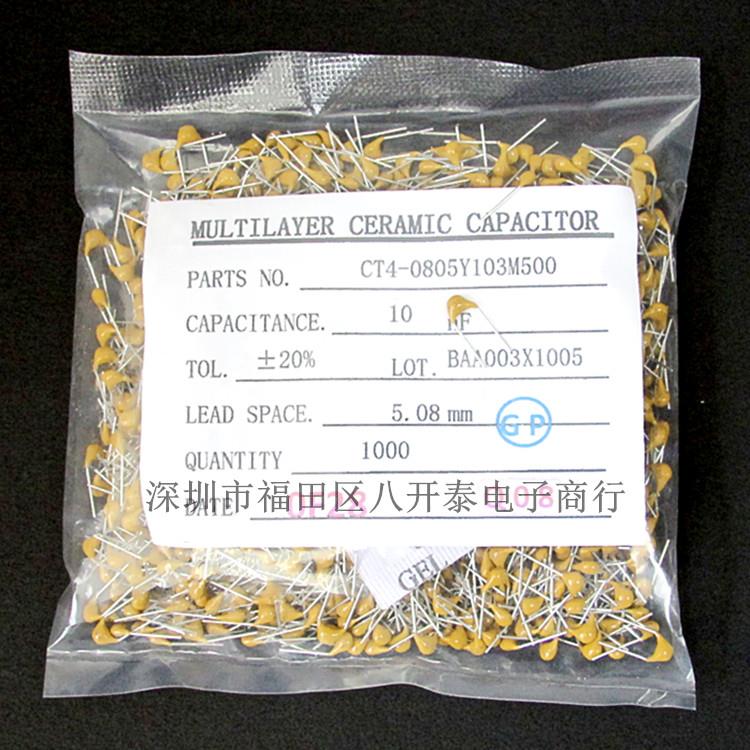 MULTILAYER CERAMIC CAPACITOR
PARTS NO. CT4-0805Y103M500
CAPACITANCE. 10
TOL. ±20% LOT. BAA003X1005
LEAD SPACE. 5.08 mm
GP
QUANTITY 1000
深圳市福田区八开泰电子商行
DATE